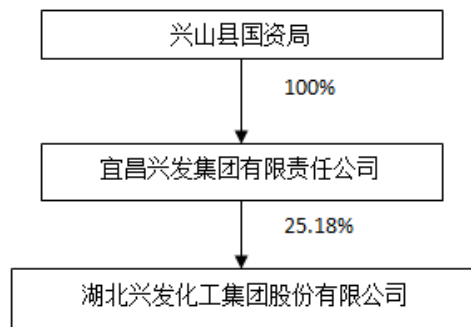 兴山县国资局
100%
宜昌兴发集团有限责任公司
25.18%
湖北兴发化工集团股份有限公司